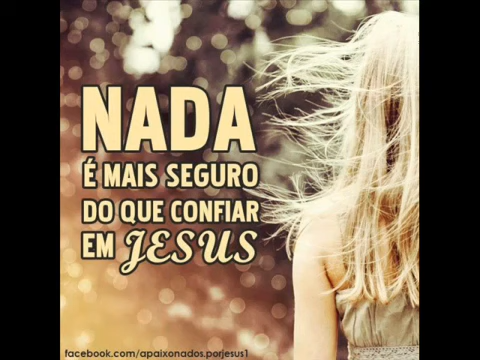 NADA
É MAIS SEGURO
DO QUE CONFIAR
EM JESUS
facebook.com/apaixonados.porjesus1